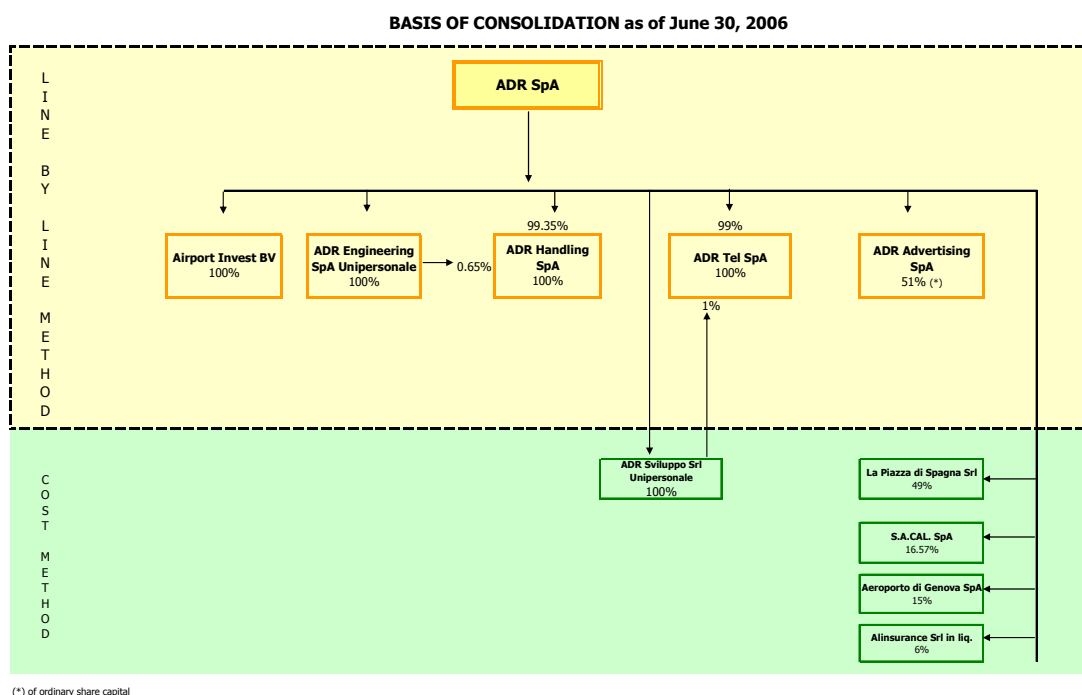 BASIS OF CONSOLIDATION as of June 30, 2006
LINE BY LINE METHOD
ADR SpA
99.35%
99%
Airport Invest BV
100%
ADR Engineering
SpA Unipersonale
100%
0.65%
ADR Handling
SpA
100%
ADR Tel SpA
100%
ADR Advertising
SpA
51% (*)
1%
COST METHOD
ADR Sviluppo Srl
Unipersonale
100%
La Piazza di Spagna Srl
49%
S.A.CAL. SpA
16.57%
Aeroporto di Genova SpA
15%
Alinsurance Srl in liq.
6%
(*) of ordinary share capital